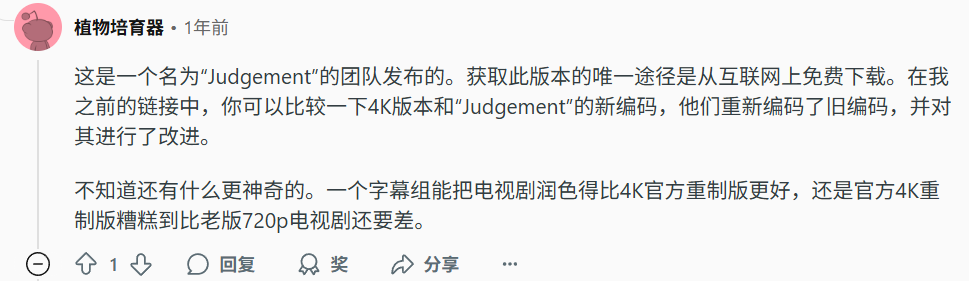 植物培育器 • 1年前
这是一个名为“Judgement”的团队发布的。获取此版本的唯一途径是从互联网上免费下载。在我
之前的链接中，你可以比较一下4K版本和“Judgement”的新编码，他们重新编码了旧编码，并对
其进行了改进。
不知道还有什么更神奇的。一个字幕组能把电视剧润色得比4K官方重制版更好，还是官方4K重
制版糟糕到比老版720p电视剧还要差。
1 回复 奖 分享 ···